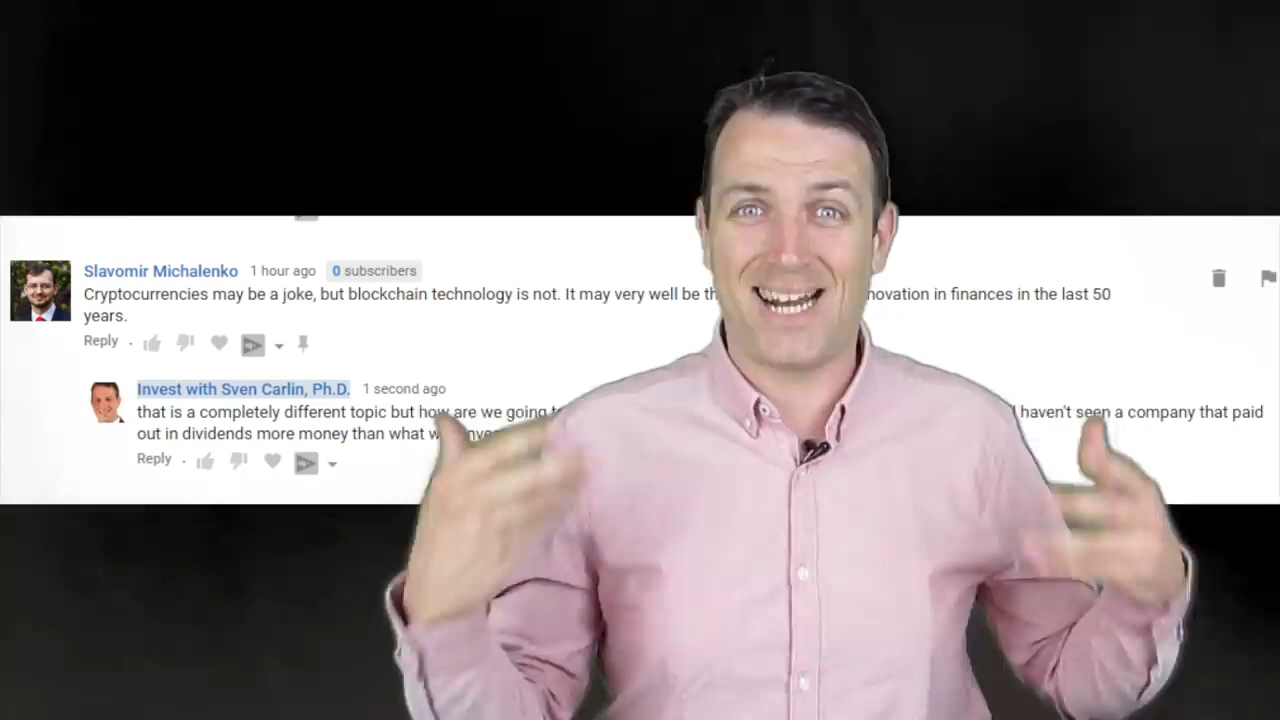 Slavomir Michalenko 1 hour ago 0 subscribers
Cryptocurrencies may be a joke, but blockchain technology is not. It may very well be in finances in the last 50
years.
Reply
Invest with Sven Carlin, Ph.D. 1 second ago
that is a completely different topic but how are we going haven't seen a company that paid
out in dividends more money than what
Reply